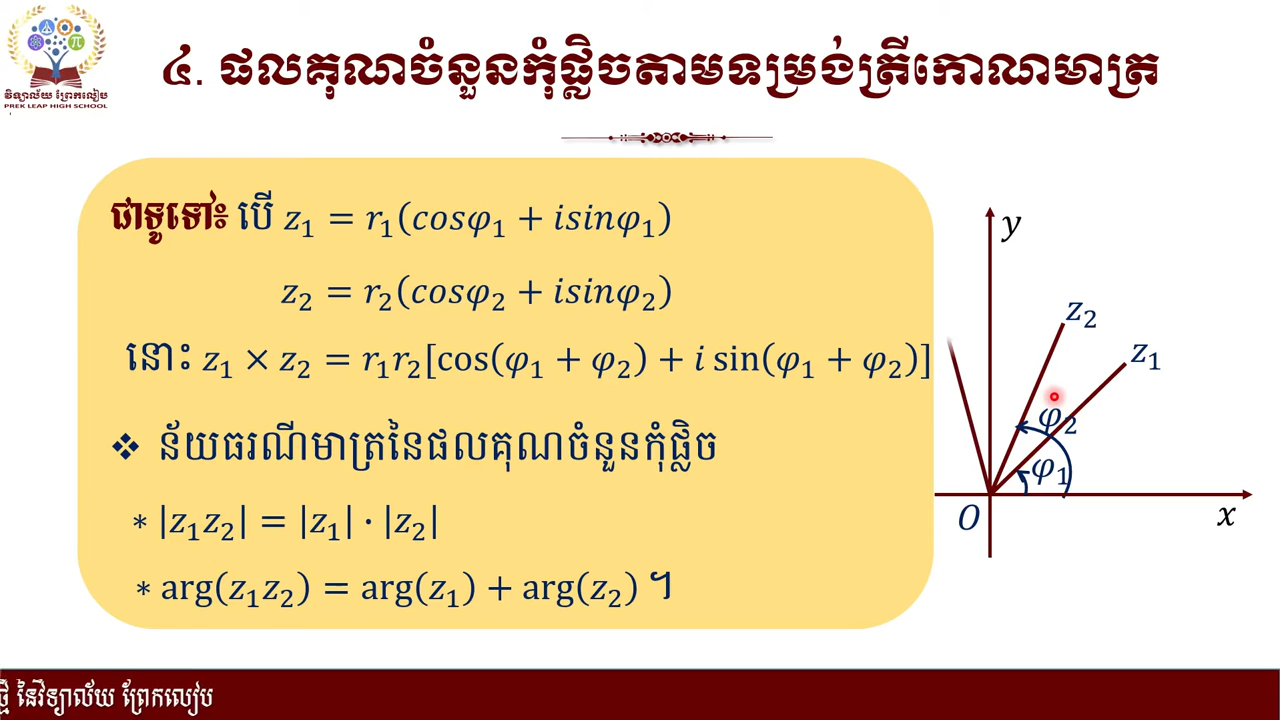 វិទ្យាល័យ ព្រែកលៀប
PREK LEAP HIGH SCHOOL
៤. ផលគុណចំនួនកុំផ្លិចតាមទម្រង់ត្រីកោណមាត្រ
ជាទូទៅ៖ បើ z₁ = r₁(cosφ₁ + isinφ₁)
z₂ = r₂(cosφ₂ + isinφ₂)
នោះ z₁ × z₂ = r₁r₂[cos(φ₁ + φ₂) + i sin(φ₁ + φ₂)]
❖ ន័យធរណីមាត្រនៃផលគុណចំនួនកុំផ្លិច
* |z₁z₂| = |z₁| · |z₂|
* arg(z₁z₂) = arg(z₁) + arg(z₂) ។
y
z₂
z₁
φ₂
φ₁
O
x
នៃវិទ្យាល័យ ព្រែកលៀប